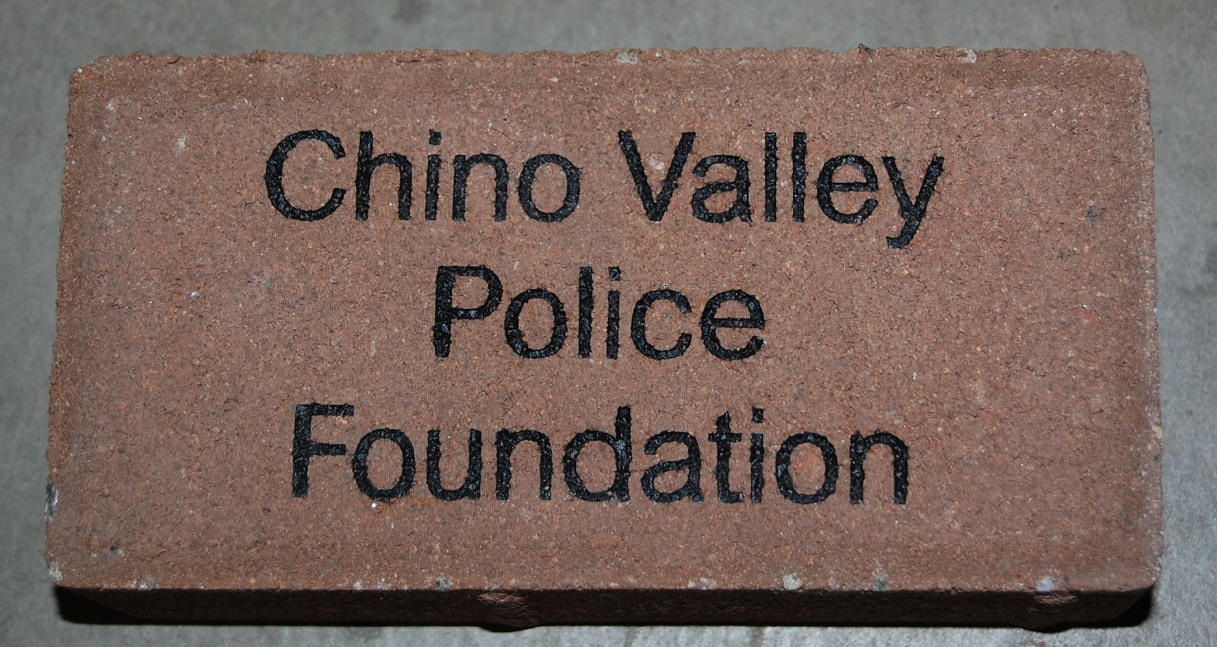 Chino Valley
Police
Foundation